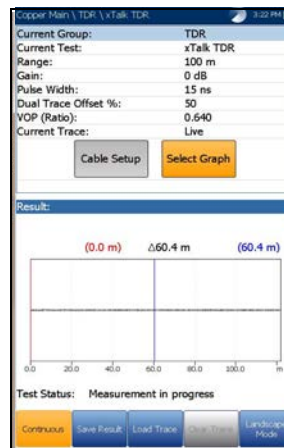 Copper Main \ TDR \ xTalk TDR 3:22 PM
Current Group: TDR
Current Test: xTalk TDR
Range: 100 m
Gain: 0 dB
Pulse Width: 15 ns
Dual Trace Offset %: 50
VOP (Ratio): 0.640
Current Trace: Live
Cable Setup Select Graph
Result:
(0.0 m) Δ60.4 m (60.4 m)
0.0 20.0 40.0 60.0 80.0 100.0 m
Test Status: Measurement in progress
Continuous Save Result Load Trace Clear Trace Landscape Mode